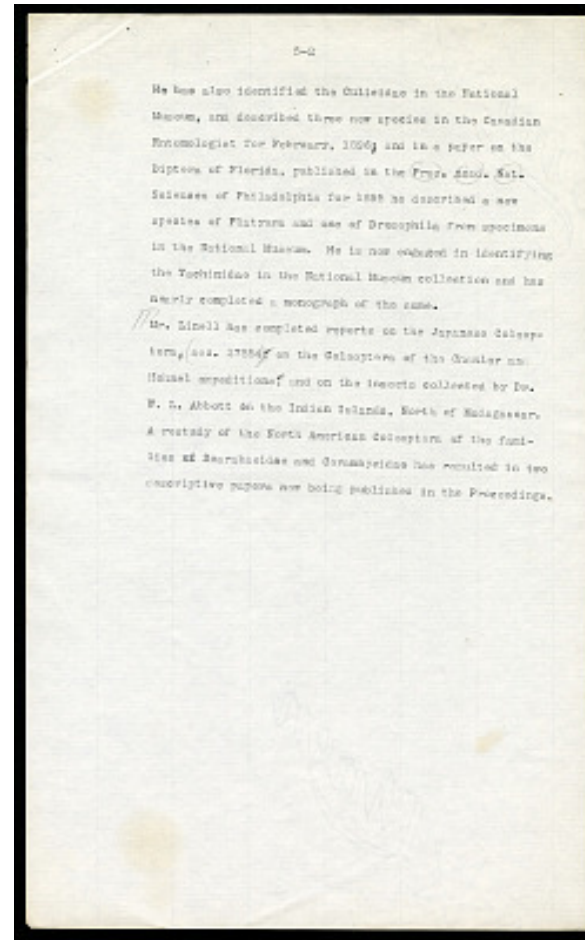 5-2
He has also identified the Culicidae in the National
Museum, and described three new species in the Canadian
Entomologist for February, 1896; and in a paper on the
Diptera of Florida, published in the Proc. Acad. Nat.
Sciences of Philadelphia for 1895 he described a new
species of and one of Drosophila from specimens
in the National Museum. He is now engaged in identifying
the Tachinidae in the National Museum collection and has
nearly completed a monograph of the same.
Mr. Linell has completed reports on the Japanese Coleop-
tera, (acc. on the Coleoptera of the Chanler and
Höhnel expeditions, and on the insects collected by Dr.
W. L. Abbott on the Indian Islands, North of Madagascar.
A restudy of the North American Coleoptera of the fami-
lies of Scarabaeidae and Cerambycidae has resulted in two
descriptive papers now being published in the Proceedings.